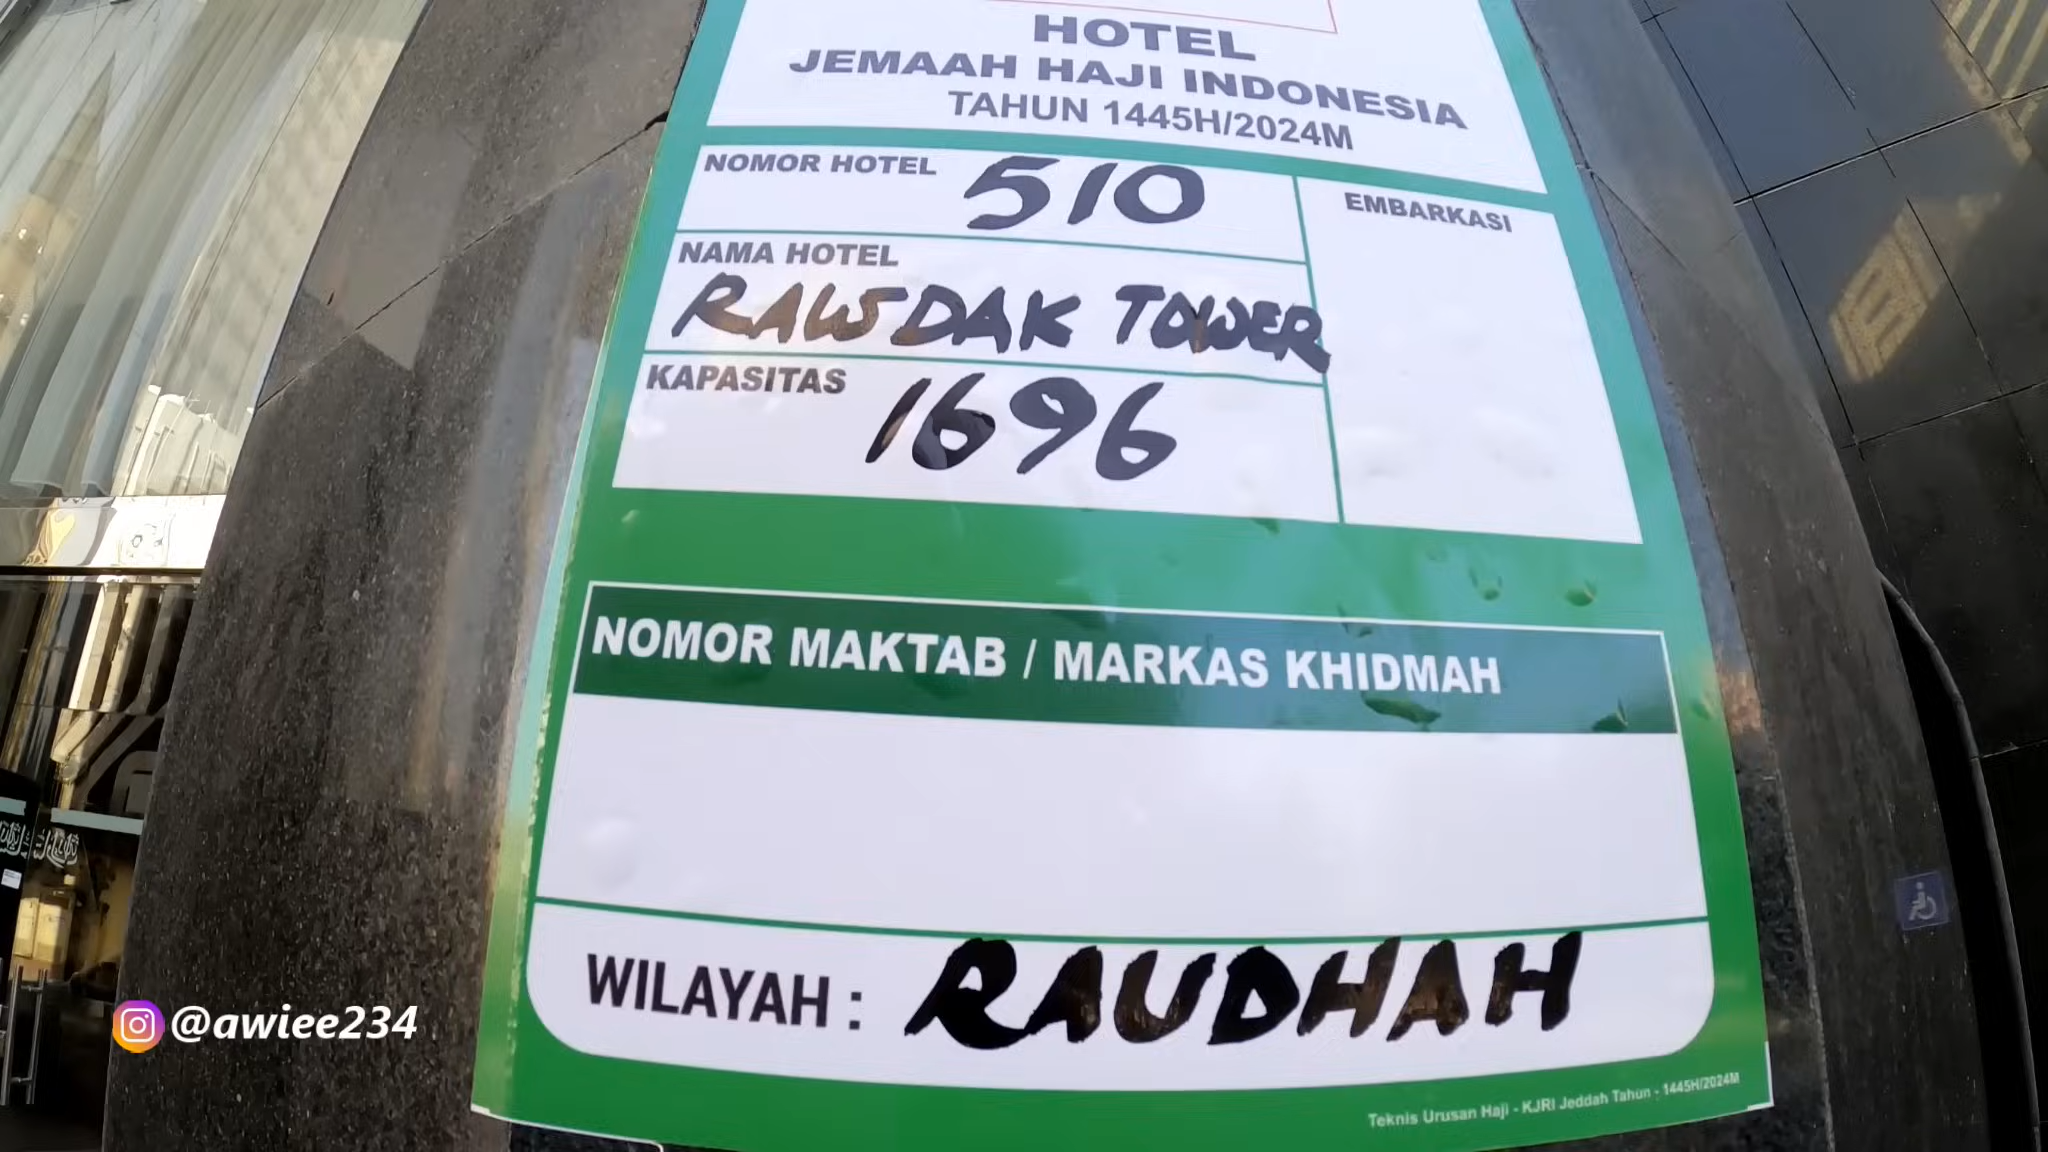 HOTEL
JEMAAH HAJI INDONESIA
TAHUN 1445H/2024M
NOMOR HOTEL 510
EMBARKASI
NAMA HOTEL
RAWDAK TOWER
KAPASITAS 1696
NOMOR MAKTAB / MARKAS KHIDMAH
WILAYAH : RAUDHAH
Teknis Urusan Haji - KJRI Jeddah Tahun - 1445H/2024M
@awiee234